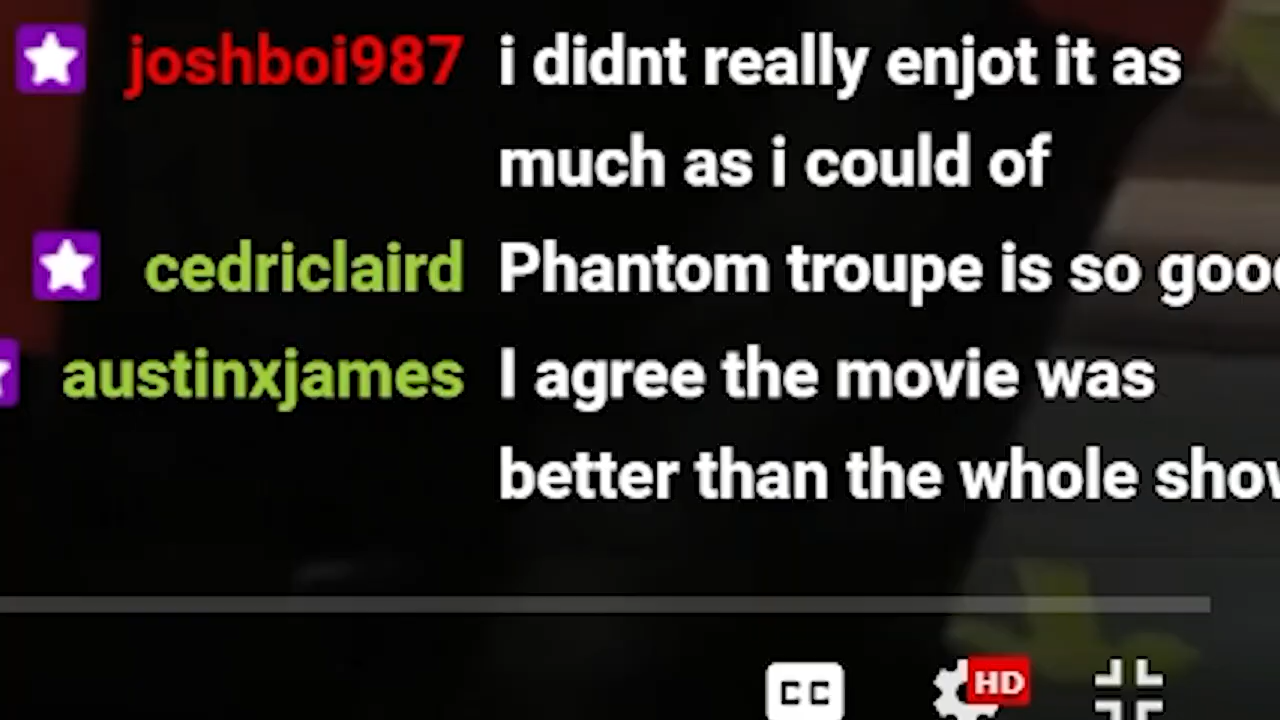 joshboi987 i didnt really enjot it as
much as i could of
cedriclaird Phantom troupe is so
austinxjames I agree the movie was
better than the whole
CC HD